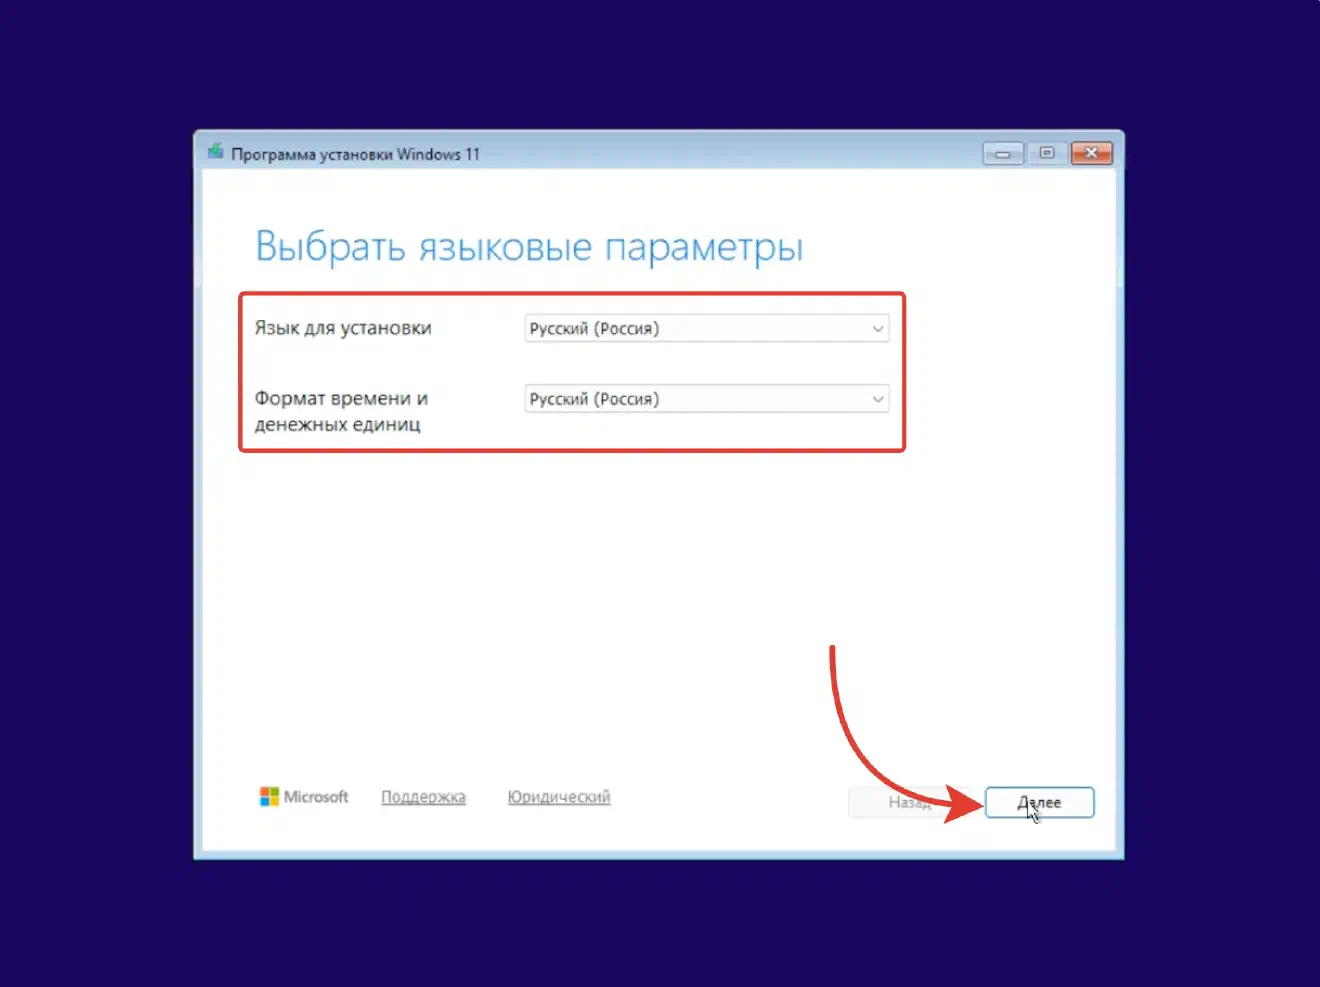 Программа установки Windows 11
Выбрать языковые параметры
Язык для установки
Русский (Россия)
Формат времени и
денежных единиц
Русский (Россия)
Microsoft
Поддержка
Юридический
Назад
Далее